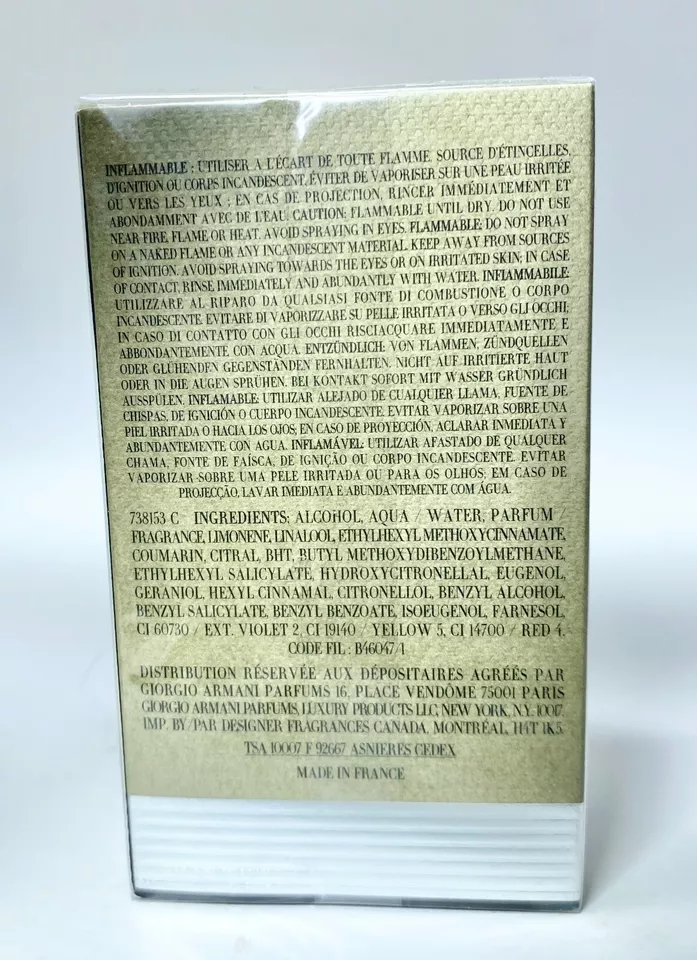 INFLAMMABLE : UTILISER A L'ÉCART DE TOUTE FLAMME, SOURCE D'ÉTINCELLES,
D'IGNITION OU CORPS INCANDESCENT. ÉVITER DE VAPORISER SUR UNE PEAU IRRITÉE
OU VERS LES YEUX ; EN CAS DE PROJECTION, RINCER IMMÉDIATEMENT ET
ABONDAMMENT AVEC DE L'EAU. CAUTION: FLAMMABLE UNTIL DRY. DO NOT USE
NEAR FIRE, FLAME OR HEAT. AVOID SPRAYING IN EYES. FLAMMABLE: DO NOT SPRAY
ON A NAKED FLAME OR ANY INCANDESCENT MATERIAL. KEEP AWAY FROM SOURCES
OF IGNITION. AVOID SPRAYING TOWARDS THE EYES OR ON IRRITATED SKIN; IN CASE
OF CONTACT, RINSE IMMEDIATELY AND ABUNDANTLY WITH WATER. INFIAMMABILE:
UTILIZZARE AL RIPARO DA QUALSIASI FONTE DI COMBUSTIONE O CORPO
INCANDESCENTE. EVITARE DI VAPORIZZARE SU PELLE IRRITATA O VERSO GLI OCCHI;
IN CASO DI CONTATTO CON GLI OCCHI RISCIACQUARE IMMEDIATAMENTE E
ABBONDANTEMENTE CON ACQUA. ENTZÜNDLICH: VON FLAMMEN, ZÜNDQUELLEN
ODER GLÜHENDEN GEGENSTÄNDEN FERNHALTEN. NICHT AUF IRRITIERTE HAUT
ODER IN DIE AUGEN SPRÜHEN. BEI KONTAKT SOFORT MIT WASSER GRÜNDLICH
AUSSPÜLEN. INFLAMABLE: UTILIZAR ALEJADO DE CUALQUIER LLAMA, FUENTE DE
CHISPAS, DE IGNICIÓN O CUERPO INCANDESCENTE. EVITAR VAPORIZAR SOBRE UNA
PIEL IRRITADA O HACIA LOS OJOS; EN CASO DE PROYECCIÓN, ACLARAR INMEDIATA Y
ABUNDANTEMENTE CON AGUA. INFLAMÁVEL: UTILIZAR AFASTADO DE QUALQUER
CHAMA, FONTE DE FAÍSCA, DE IGNIÇÃO OU CORPO INCANDESCENTE. EVITAR
VAPORIZAR SOBRE UMA PELE IRRITADA OU PARA OS OLHOS; EM CASO DE
PROJECÇÃO, LAVAR IMEDIATA E ABUNDANTEMENTE COM ÁGUA.
738153 C INGREDIENTS: ALCOHOL, AQUA / WATER, PARFUM /
FRAGRANCE, LIMONENE, LINALOOL, ETHYLHEXYL METHOXYCINNAMATE,
COUMARIN, CITRAL, BHT, BUTYL METHOXYDIBENZOYLMETHANE,
ETHYLHEXYL SALICYLATE, HYDROXYCITRONELLAL, EUGENOL,
GERANIOL, HEXYL CINNAMAL, CITRONELLOL, BENZYL ALCOHOL,
BENZYL SALICYLATE, BENZYL BENZOATE, ISOEUGENOL, FARNESOL,
CI 60730 / EXT. VIOLET 2, CI 19140 / YELLOW 5, CI 14700 / RED 4.
CODE FIL : B46047/1
DISTRIBUTION RÉSERVÉE AUX DÉPOSITAIRES AGRÉÉS PAR
GIORGIO ARMANI PARFUMS 16, PLACE VENDÔME 75001 PARIS
GIORGIO ARMANI PARFUMS, LUXURY PRODUCTS LLC, NEW YORK, N.Y. 10017.
IMP. BY/PAR DESIGNER FRAGRANCES CANADA, MONTRÉAL, H4T 1K5.
TSA 10007 F 92667 ASNIERES CEDEX
MADE IN FRANCE